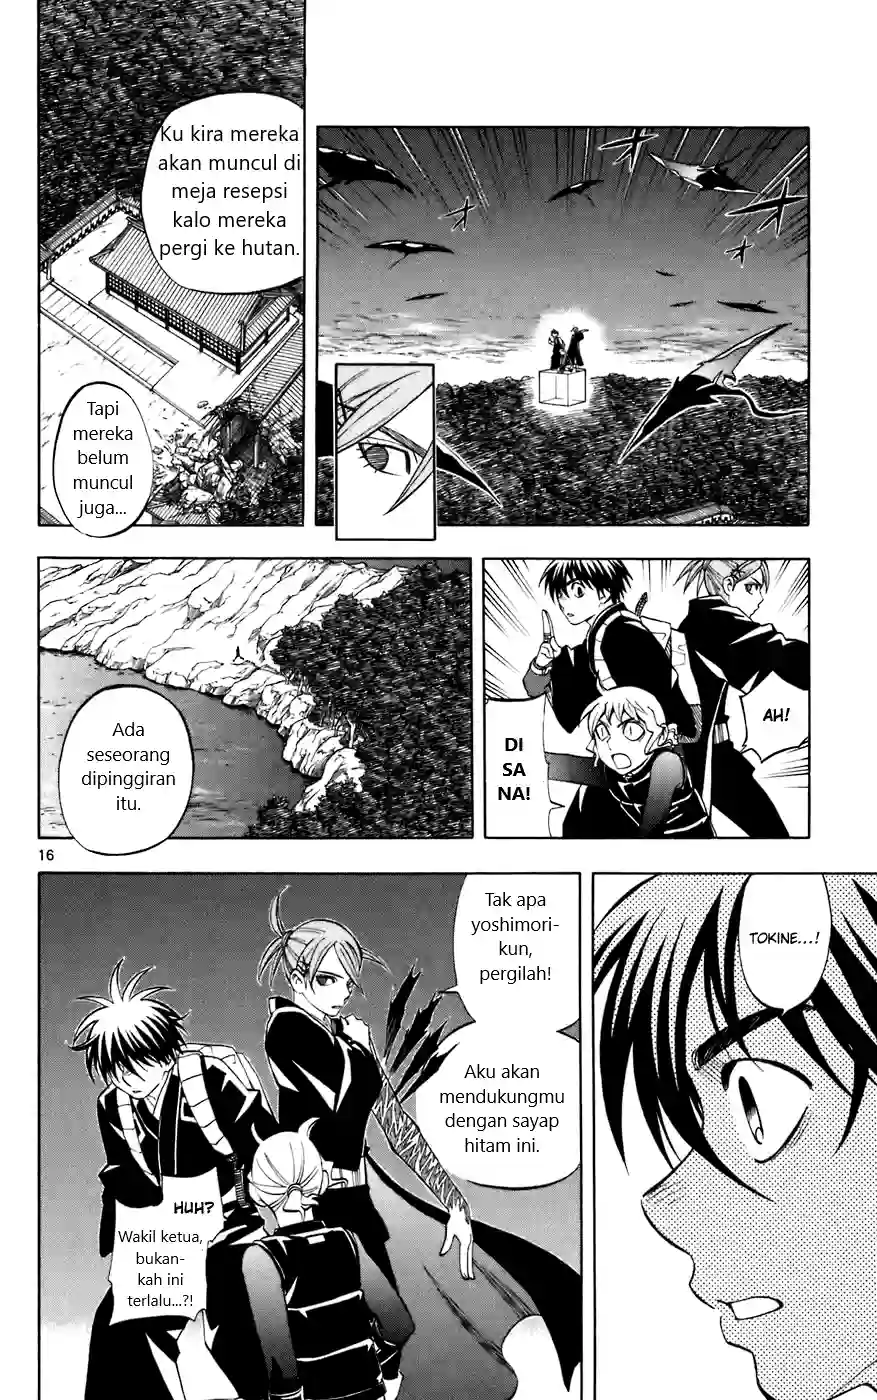 Ku kira mereka
akan muncul di
meja resepsi
kalo mereka
pergi ke hutan.
Tapi
mereka
belum
muncul
juga...
Ada
seseorang
dipinggiran
itu.
AH!
DI
SA
NA!
16
Tak apa
yoshimori-
kun,
pergilah!
Aku akan
mendukungmu
dengan sayap
hitam ini.
HUH?
Wakil ketua,
bukan-
kah ini
terlalu...?!
TOKINE...!